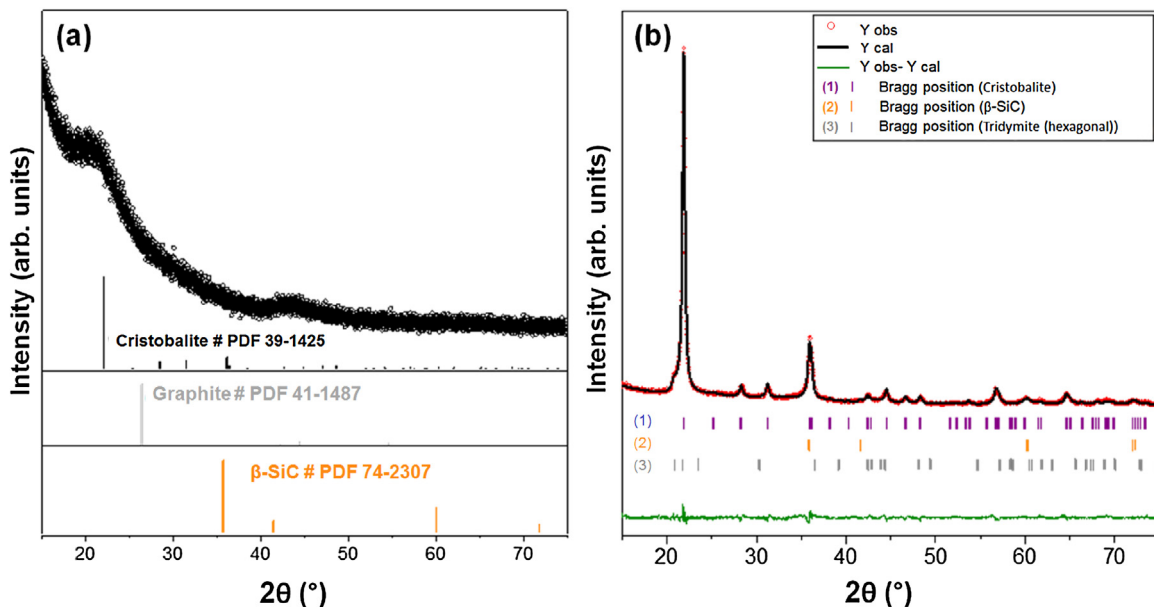 (a)
Intensity (arb. units)
Cristobalite # PDF 39-1425
Graphite # PDF 41-1487
β-SiC # PDF 74-2307
20 30 40 50 60 70
2θ (°)
(b)
Intensity (arb. units)
Y obs
Y cal
Y obs- Y cal
(1) Bragg position (Cristobalite)
(2) Bragg position (β-SiC)
(3) Bragg position (Tridymite (hexagonal))
(1)
(2)
(3)
20 30 40 50 60 70
2θ (°)